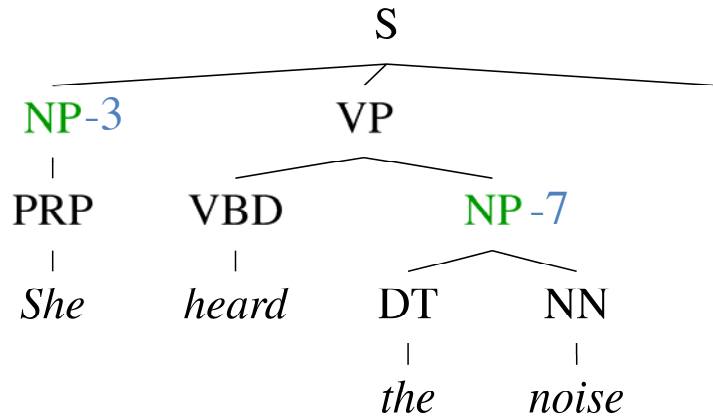 S
NP-3 VP
PRP VBD NP-7
She heard DT NN
the noise